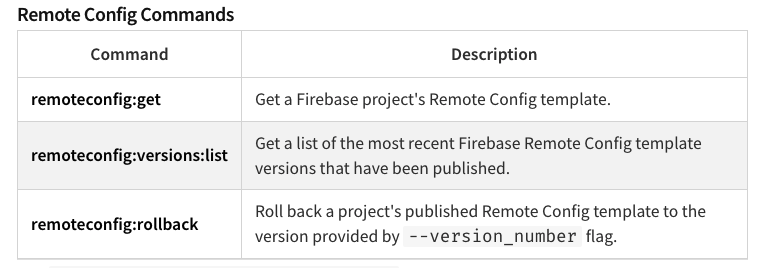 Remote Config Commands
Command Description
remoteconfig:get Get a Firebase project's Remote Config template.
remoteconfig:versions:list Get a list of the most recent Firebase Remote Config template
versions that have been published.
remoteconfig:rollback Roll back a project's published Remote Config template to the
version provided by --version_number flag.